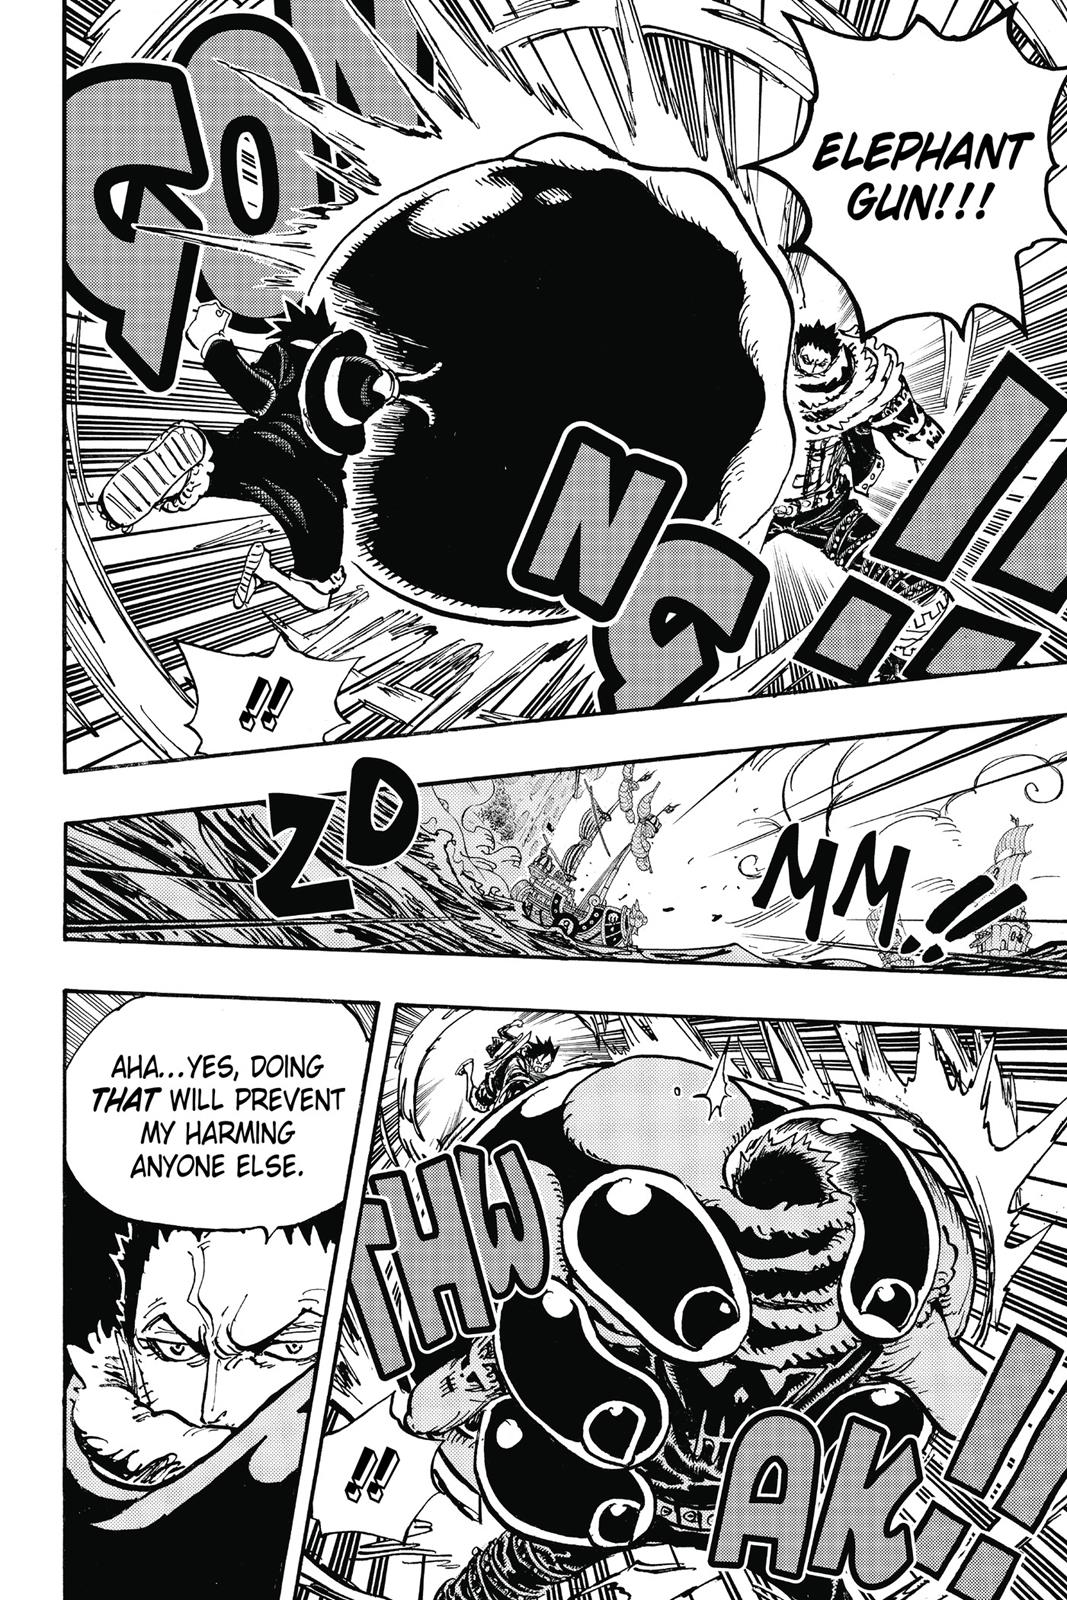 ELEPHANT
GUN!!!
GON
NG!!
!!
ZD
MM!!
THW
AK!!
!!
AHA...YES, DOING
THAT WILL PREVENT
MY HARMING
ANYONE ELSE.